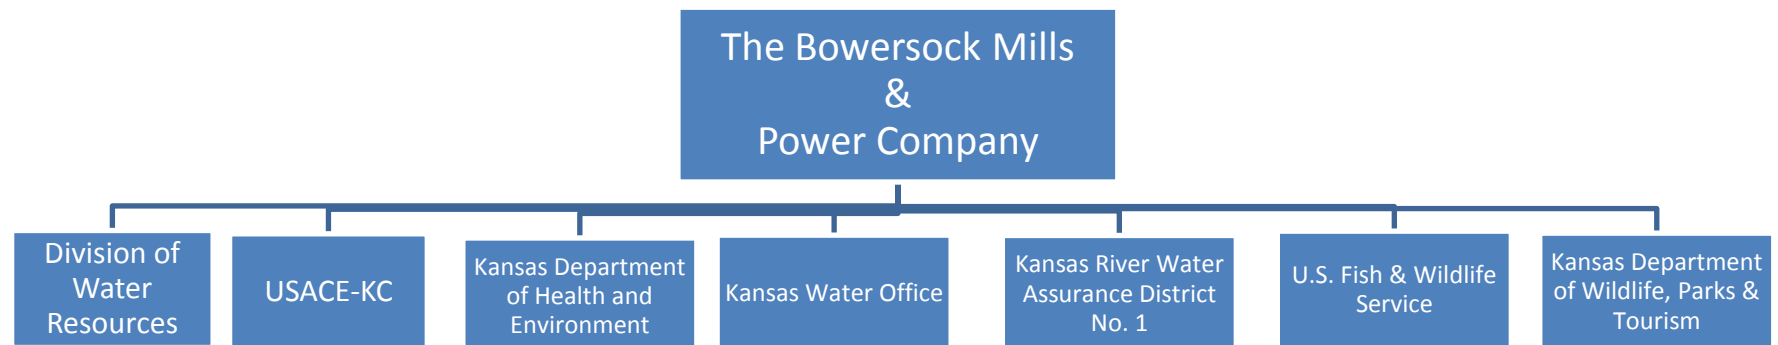 The Bowersock Mills
&
Power Company
Division of
Water
Resources
USACE-KC
Kansas Department
of Health and
Environment
Kansas Water Office
Kansas River Water
Assurance District
No. 1
U.S. Fish & Wildlife
Service
Kansas Department
of Wildlife, Parks &
Tourism